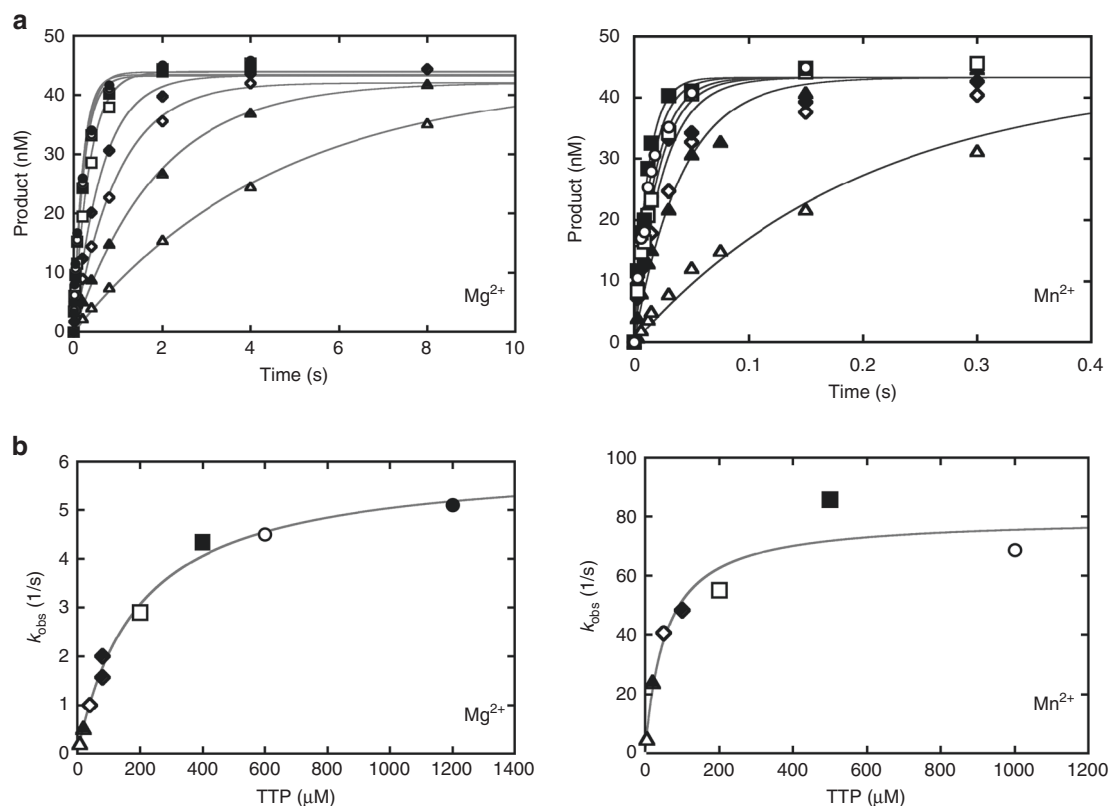 a
50
40
30
20
10
0
Product (nM)
0 2 4 6 8 10
Time (s)
Mg2+
50
40
30
20
10
0
Product (nM)
0 0.1 0.2 0.3 0.4
Time (s)
Mn2+
b
6
5
4
3
2
1
0
kobs (1/s)
0 200 400 600 800 1000 1200 1400
TTP (μM)
Mg2+
100
80
60
40
20
0
kobs (1/s)
0 200 400 600 800 1000 1200
TTP (μM)
Mn2+